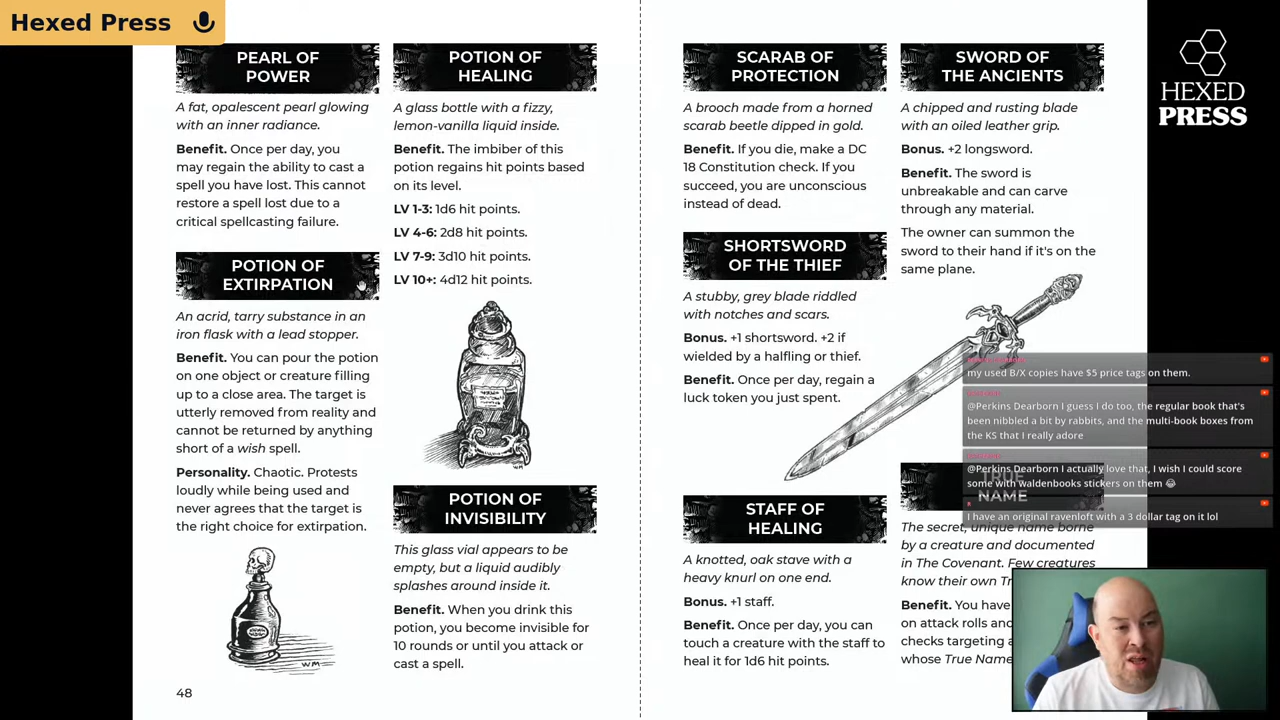 Hexed Press
PEARL OF
POWER
A fat, opalescent pearl glowing
with an inner radiance.
Benefit. Once per day, you
may regain the ability to cast a
spell you have lost. This cannot
restore a spell lost due to a
critical spellcasting failure.
POTION OF
EXTIRPATION
An acrid, tarry substance in an
iron flask with a lead stopper.
Benefit. You can pour the potion
on one object or creature filling
up to a close area. The target is
utterly removed from reality and
cannot be returned by anything
short of a wish spell.
Personality. Chaotic. Protests
loudly while being used and
never agrees that the target is
the right choice for extirpation.
WM
48
POTION OF
HEALING
A glass bottle with a fizzy,
lemon-vanilla liquid inside.
Benefit. The imbiber of this
potion regains hit points based
on its level.
LV 1-3: 1d6 hit points.
LV 4-6: 2d8 hit points.
LV 7-9: 3d10 hit points.
LV 10+: 4d12 hit points.
WM
POTION OF
INVISIBILITY
This glass vial appears to be
empty, but a liquid audibly
splashes around inside it.
Benefit. When you drink this
potion, you become invisible for
10 rounds or until you attack or
cast a spell.
SCARAB OF
PROTECTION
A brooch made from a horned
scarab beetle dipped in gold.
Benefit. If you die, make a DC
18 Constitution check. If you
succeed, you are unconscious
instead of dead.
SHORTSWORD
OF THE THIEF
A stubby, grey blade riddled
with notches and scars.
Bonus. +1 shortsword. +2 if
wielded by a halfling or thief.
Benefit. Once per day, regain a
luck token you just spent.
STAFF OF
HEALING
A knotted, oak stave with a
heavy knurl on one end.
Bonus. +1 staff.
Benefit. Once per day, you can
touch a creature with the staff to
heal it for 1d6 hit points.
SWORD OF
THE ANCIENTS
A chipped and rusting blade
with an oiled leather grip.
Bonus. +2 longsword.
Benefit. The sword is
unbreakable and can carve
through any material.
The owner can summon the
sword to their hand if it's on the
same plane.
TRUE
NAME
The secret, unique name borne
by a creature and documented
in The Covenant. Few creatures
know their own
Benefit. You have
on attack rolls and
checks targeting
whose True Name
my used B/X copies have $5 price tags on them.
@Perkins Dearborn I guess I do too, the regular book that's
been nibbled a bit by rabbits, and the multi-book boxes from
the KS that I really adore
@Perkins Dearborn I actually love that, I wish I could score
some with waldenbooks stickers on them 😂
I have an original ravenloft with a 3 dollar tag on it lol
HEXED
PRESS